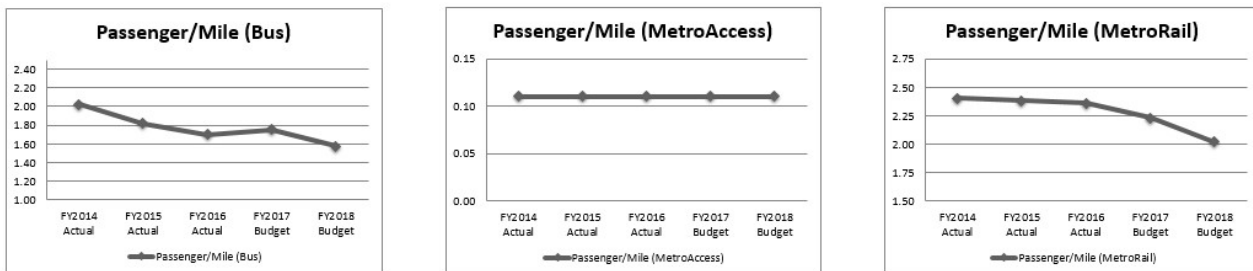 Passenger/Mile (Bus)
2.40
2.20
2.00
1.80
1.60
1.40
1.20
1.00
FY2014 FY2015 FY2016 FY2017 FY2018
Actual Actual Actual Budget Budget
Passenger/Mile (Bus)
Passenger/Mile (MetroAccess)
0.15
0.10
0.05
0.00
FY2014 FY2015 FY2016 FY2017 FY2018
Actual Actual Actual Budget Budget
Passenger/Mile (MetroAccess)
Passenger/Mile (MetroRail)
2.75
2.50
2.25
2.00
1.75
1.50
FY2014 FY2015 FY2016 FY2017 FY2018
Actual Actual Actual Budget Budget
Passenger/Mile (MetroRail)